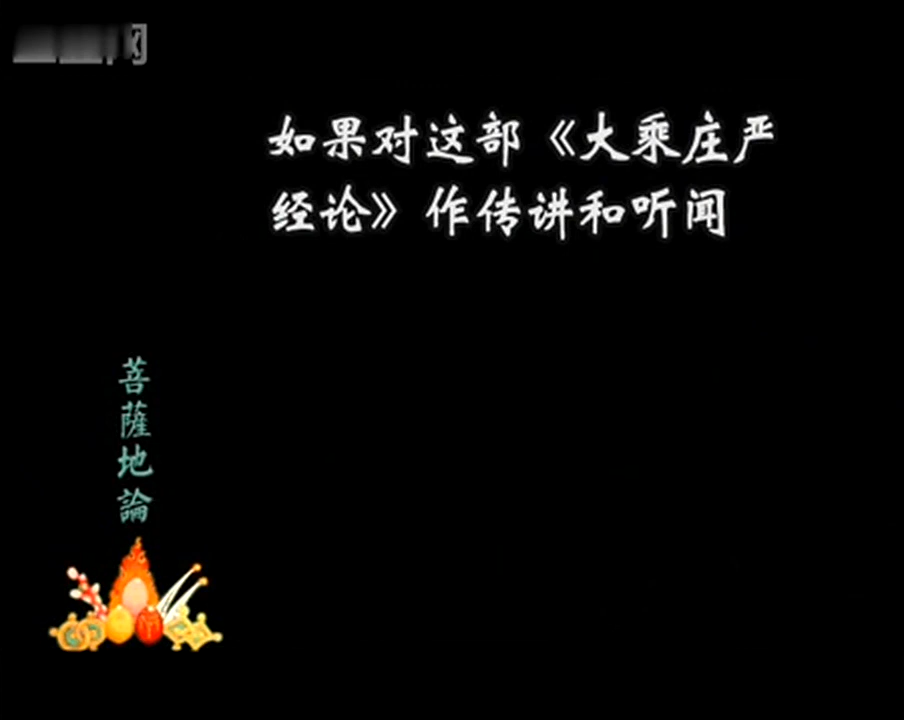 如果对这部《大乘庄严
经论》作传讲和听闻
菩薩地論